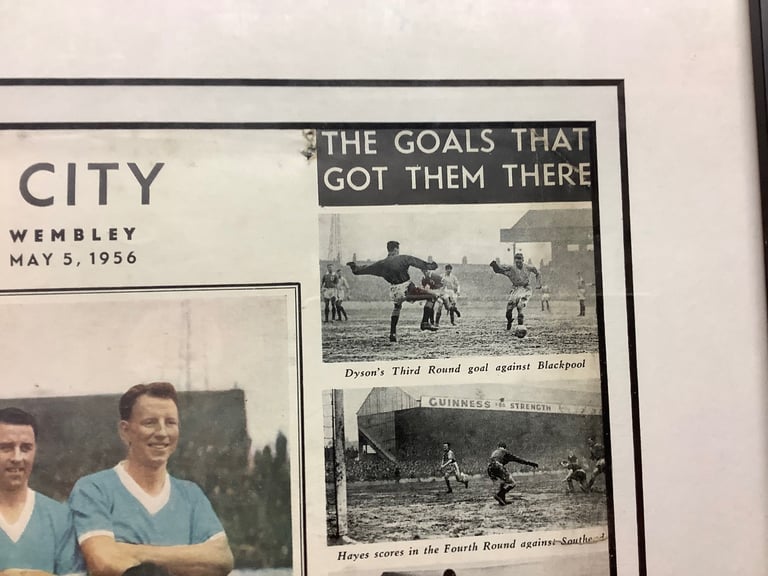 CITY
WEMBLEY
MAY 5, 1956
THE GOALS THAT
GOT THEM THERE
Dyson's Third Round goal against Blackpool
GUINNESS STRENGTH
Hayes scores in the Fourth Round against